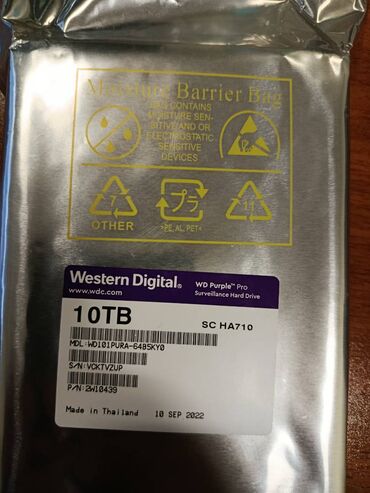 Moisture Barrier Bag
BAG CONTAINS
MOISTURE SEN-
SITIVE AND/OR
ELECTROSTATIC
SENSITIVE
DEVICES
7
OTHER
プラ
>PE, AL, PET<
11
Western Digital®
www.wdc.com
WD Purple™ Pro
Surveillance Hard Drive
10TB
SC HA710
MDL:WD101PURA-64B5KY0
S/N:VCKTVZUP
P/N:2W10439
Made in Thailand 10 SEP 2022